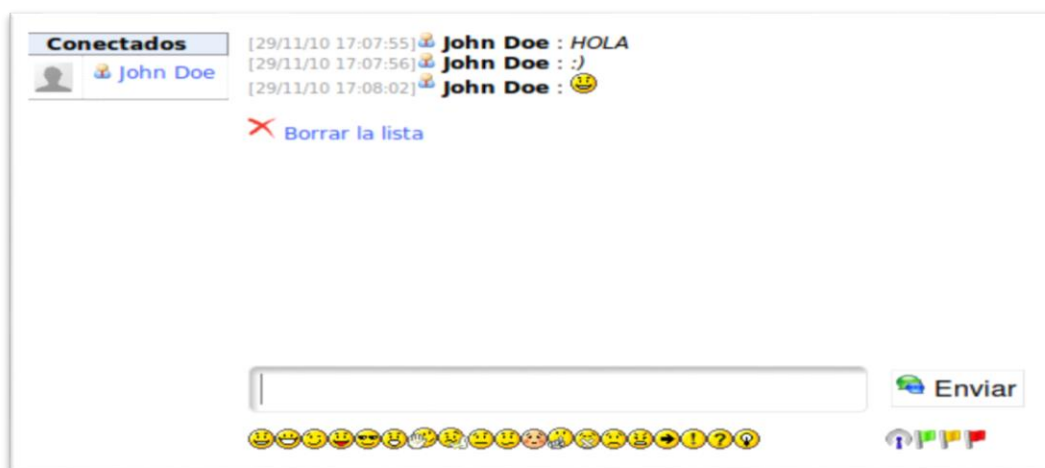 Conectados
John Doe
[29/11/10 17:07:55] John Doe : HOLA
[29/11/10 17:07:56] John Doe : :)
[29/11/10 17:08:02] John Doe :
Borrar la lista
Enviar